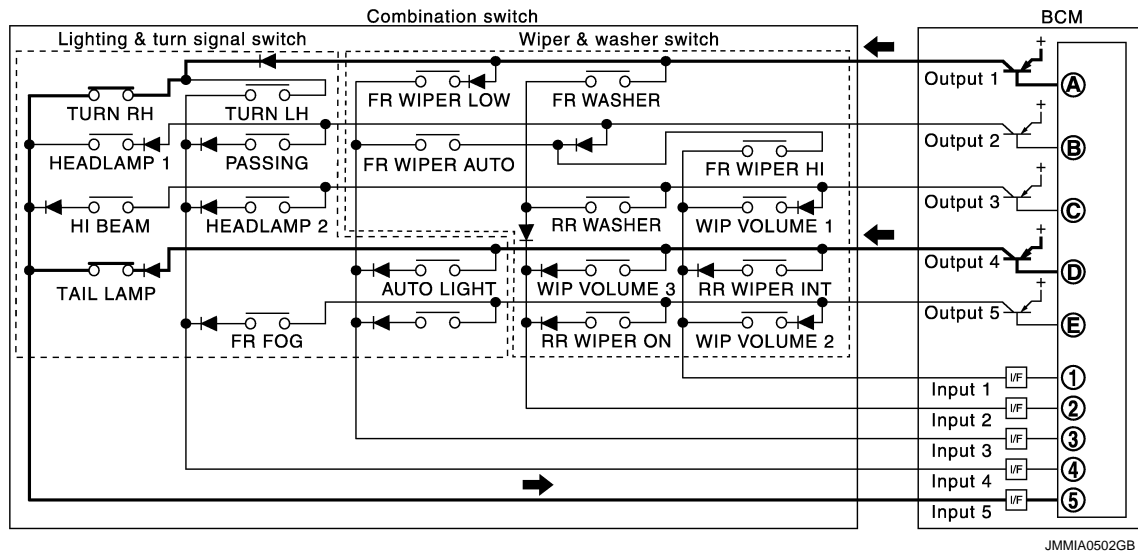 Combination switch
BCM
Lighting & turn signal switch
Wiper & washer switch
+
Output 1
A
FR WIPER LOW
FR WASHER
TURN RH
TURN LH
+
Output 2
B
HEADLAMP 1
PASSING
FR WIPER AUTO
FR WIPER HI
+
Output 3
C
HI BEAM
HEADLAMP 2
RR WASHER
WIP VOLUME 1
+
Output 4
D
TAIL LAMP
AUTO LIGHT
WIP VOLUME 3
RR WIPER INT
+
Output 5
E
FR FOG
RR WIPER ON
WIP VOLUME 2
Input 1
I/F
1
Input 2
I/F
2
Input 3
I/F
3
Input 4
I/F
4
Input 5
I/F
5
JMMIA0502GB